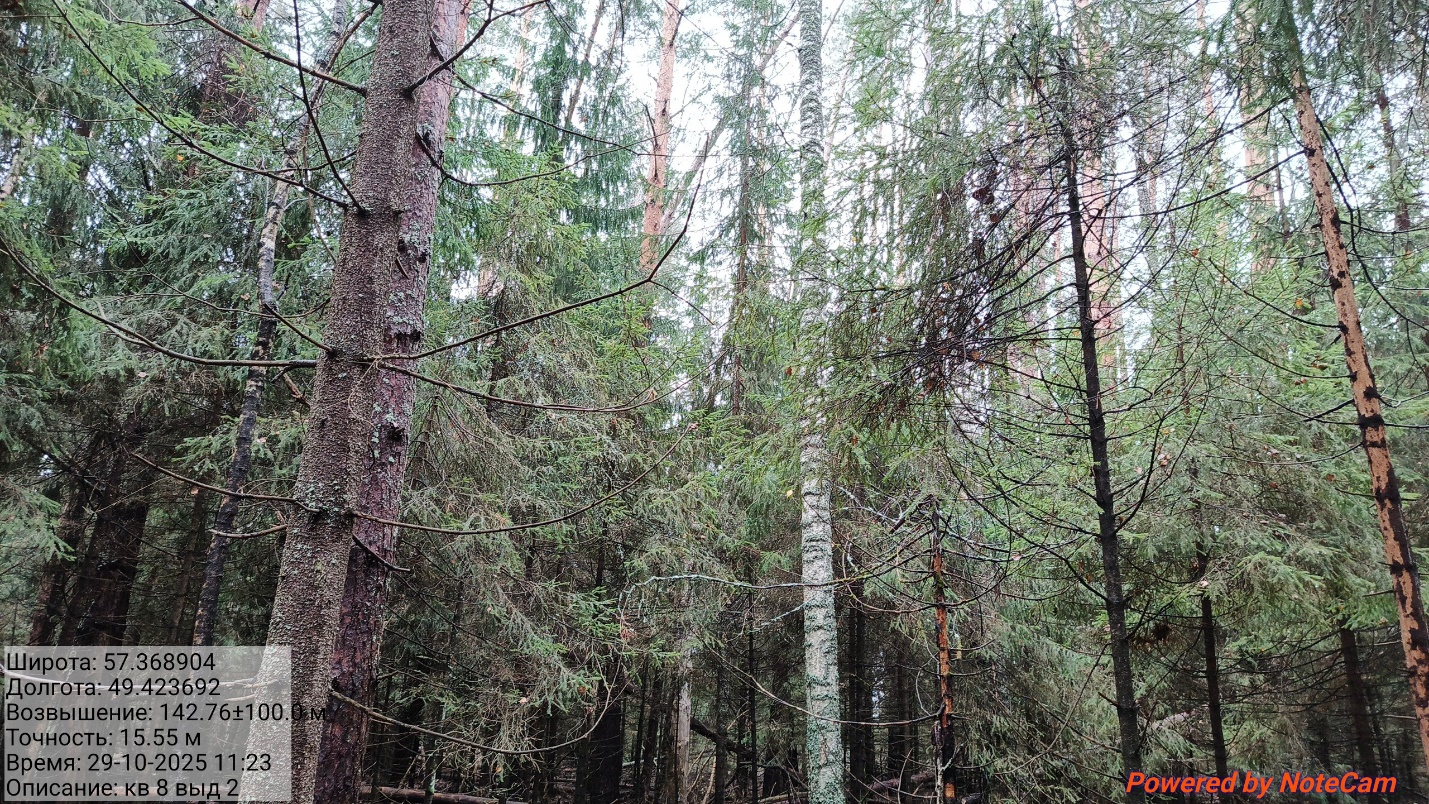 Широта: 57.368904
Долгота: 49.423692
Возвышение: 142.76±100.0 м
Точность: 15.55 м
Время: 29-10-2025 11:23
Описание: кв 8 выд 2
Powered by NoteCam